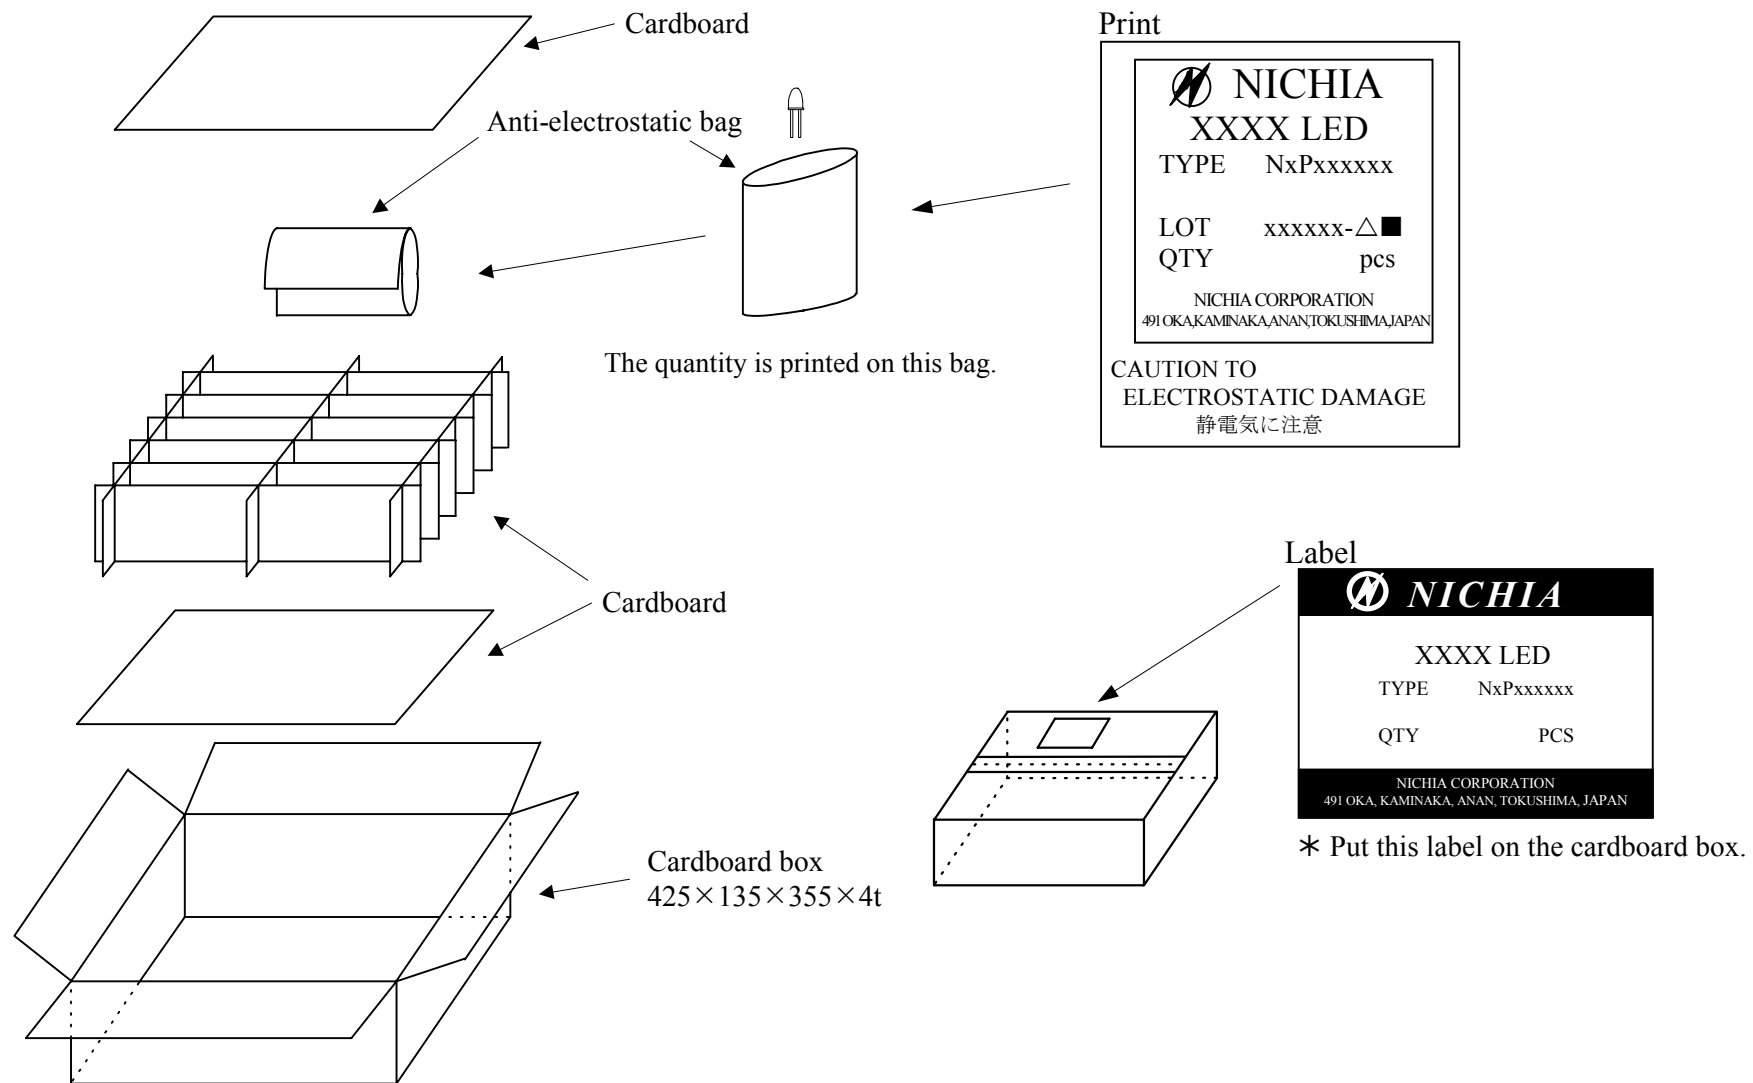 Cardboard
Anti-electrostatic bag
The quantity is printed on this bag.
Cardboard
Cardboard box
425×135×355×4t
Print
NICHIA
XXXX LED
TYPE NxPxxxxxx
LOT xxxxxx-△■
QTY pcs
NICHIA CORPORATION
491 OKA,KAMINAKA,ANAN,TOKUSHIMA,JAPAN
CAUTION TO
ELECTROSTATIC DAMAGE
静電気に注意
Label
NICHIA
XXXX LED
TYPE NxPxxxxxx
QTY PCS
NICHIA CORPORATION
491 OKA, KAMINAKA, ANAN, TOKUSHIMA, JAPAN
＊ Put this label on the cardboard box.